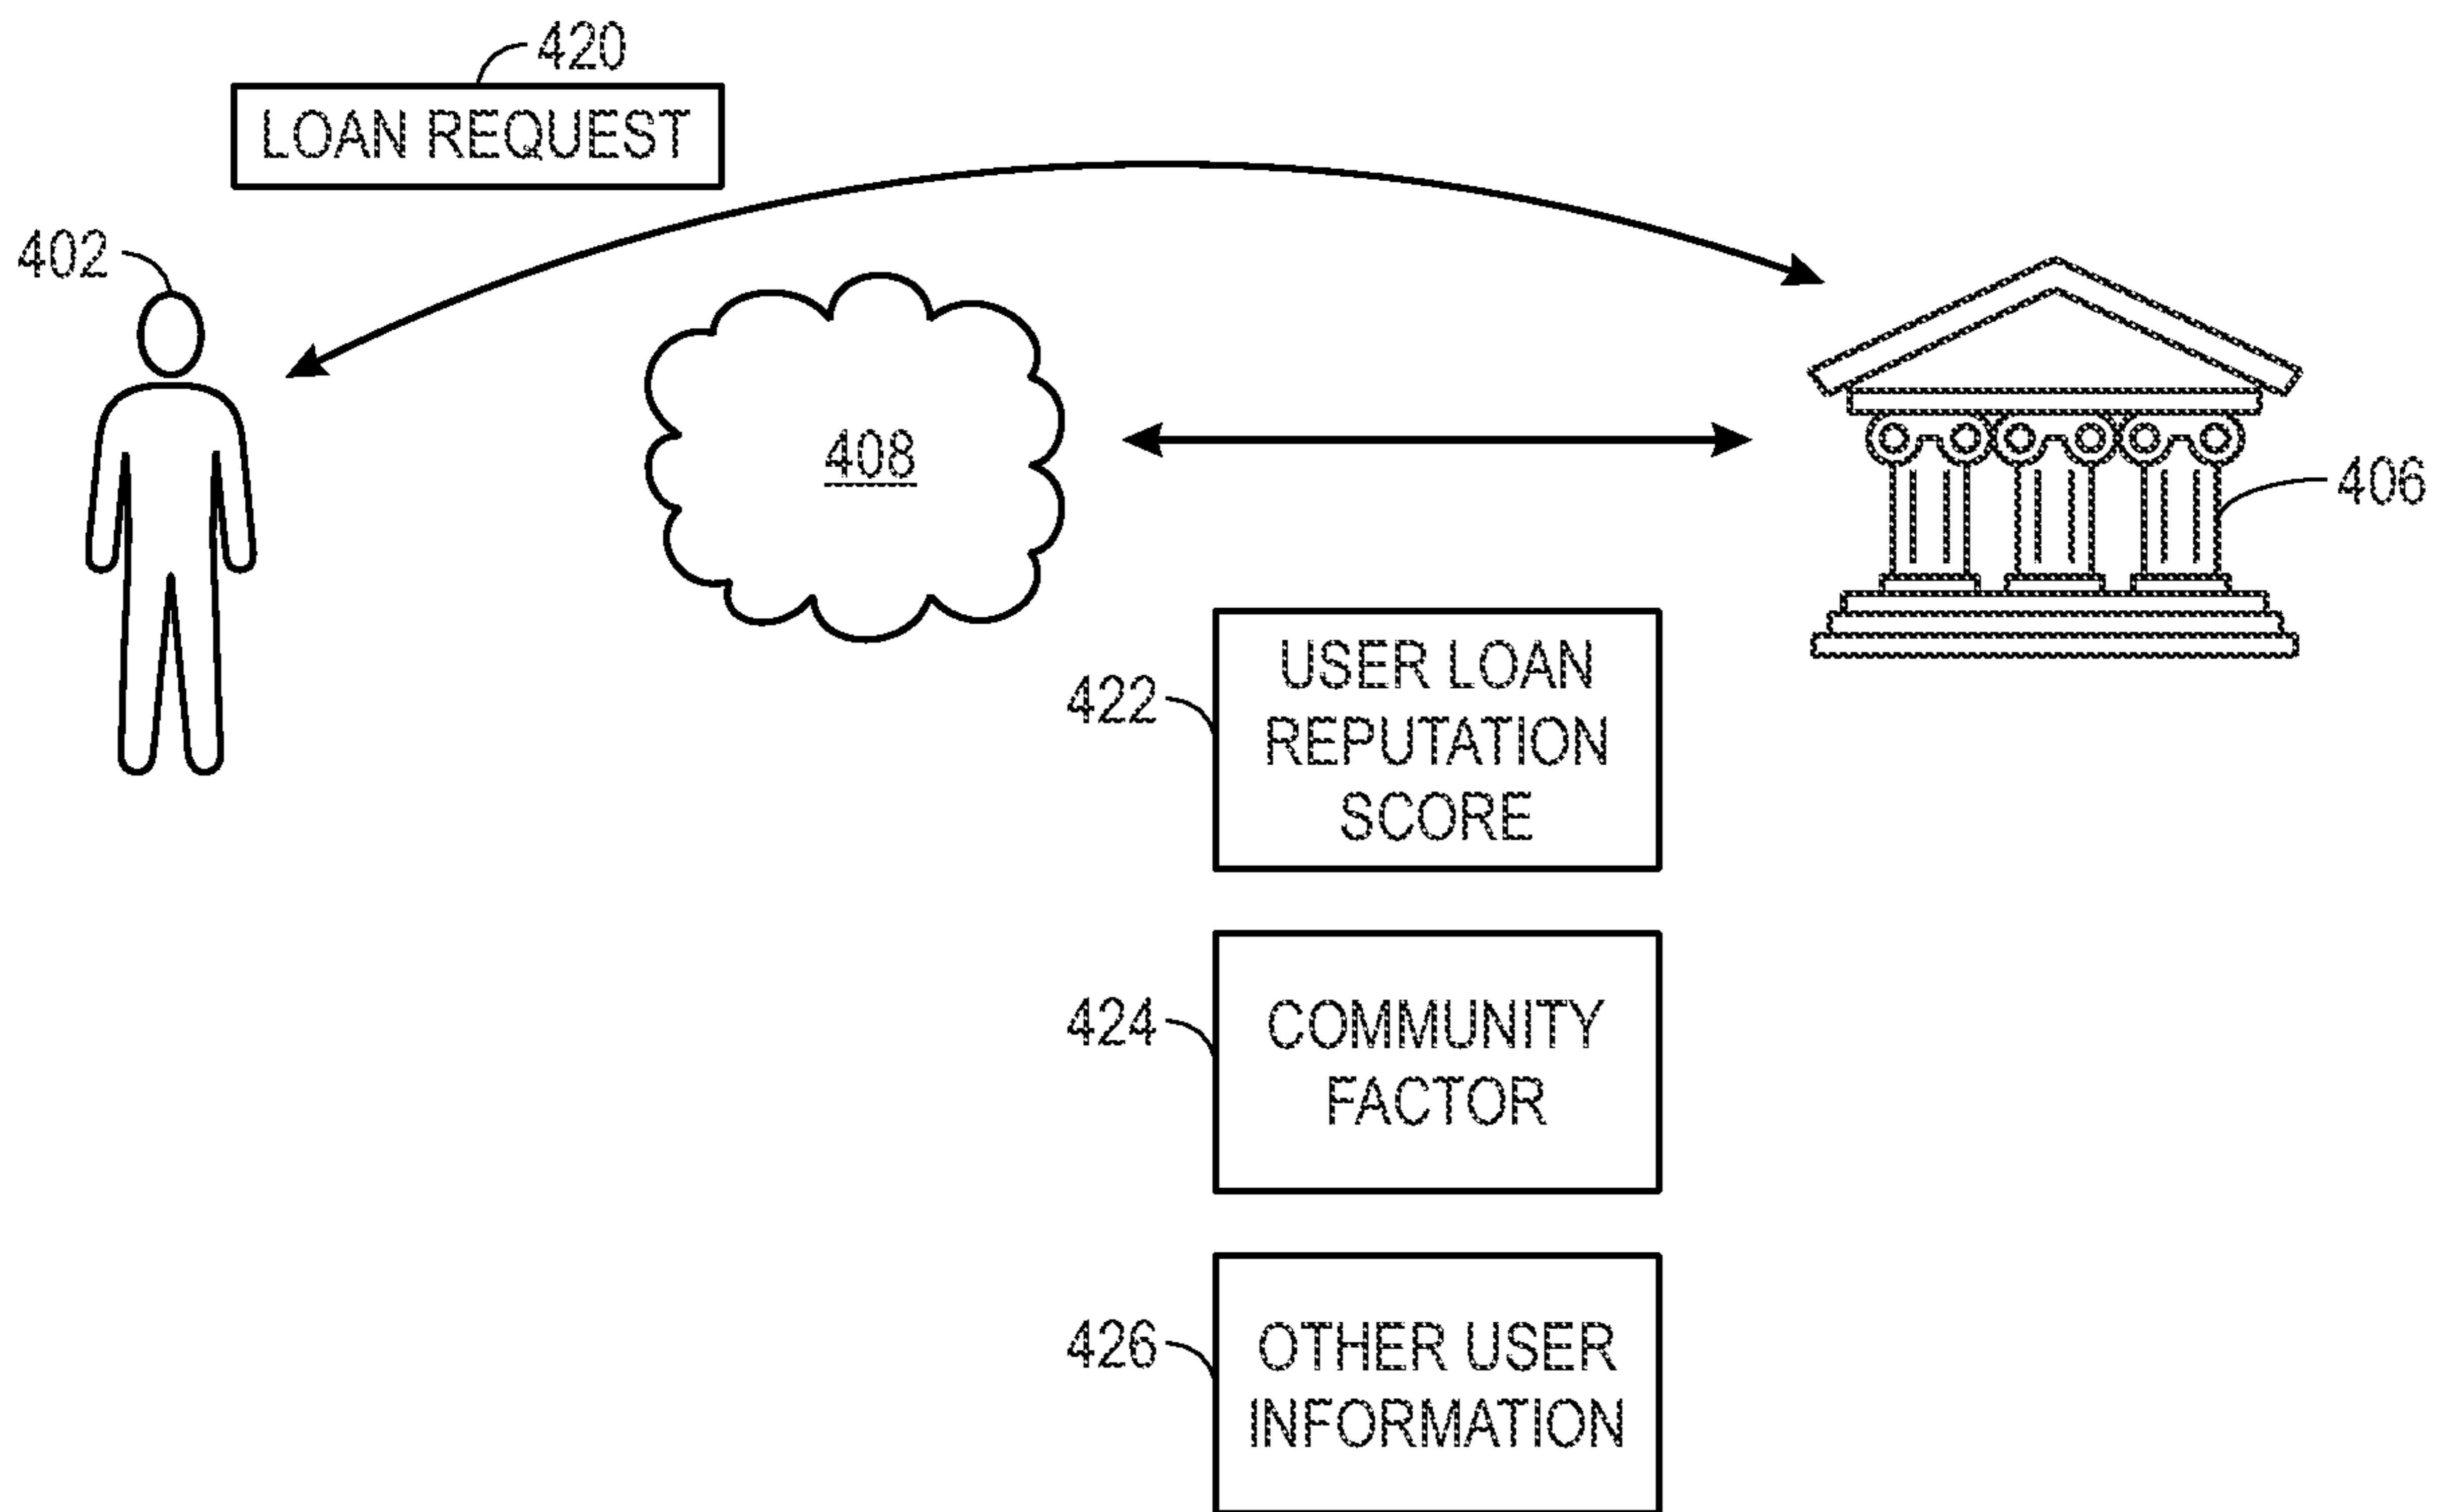 420
LOAN REQUEST
402
408
406
422
USER LOAN
REPUTATION
SCORE
424
COMMUNITY
FACTOR
426
OTHER USER
INFORMATION